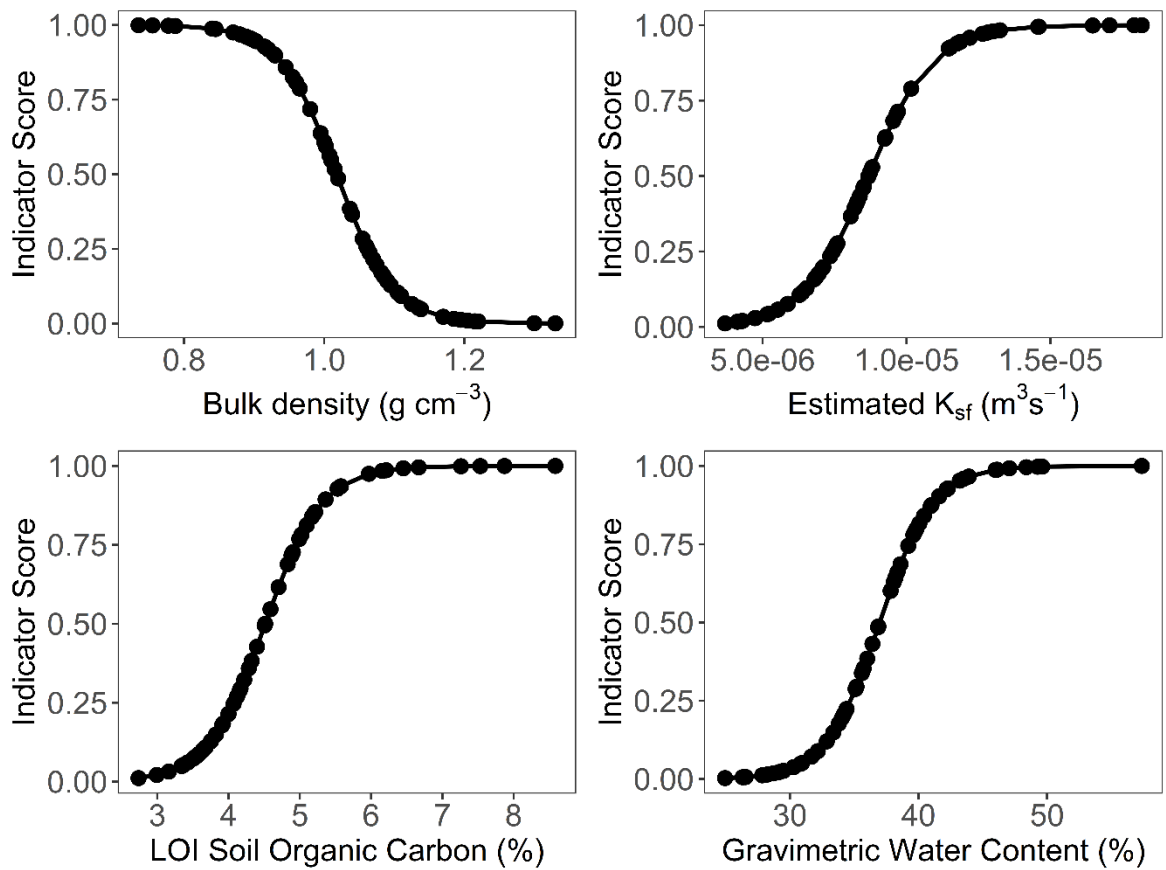 Indicator Score
1.00
0.75
0.50
0.25
0.00
0.8 1.0 1.2
Bulk density (g cm⁻³)
Indicator Score
1.00
0.75
0.50
0.25
0.00
5.0e-06 1.0e-05 1.5e-05
Estimated Ksf (m³s⁻¹)
Indicator Score
1.00
0.75
0.50
0.25
0.00
3 4 5 6 7 8
LOI Soil Organic Carbon (%)
Indicator Score
1.00
0.75
0.50
0.25
0.00
30 40 50
Gravimetric Water Content (%)